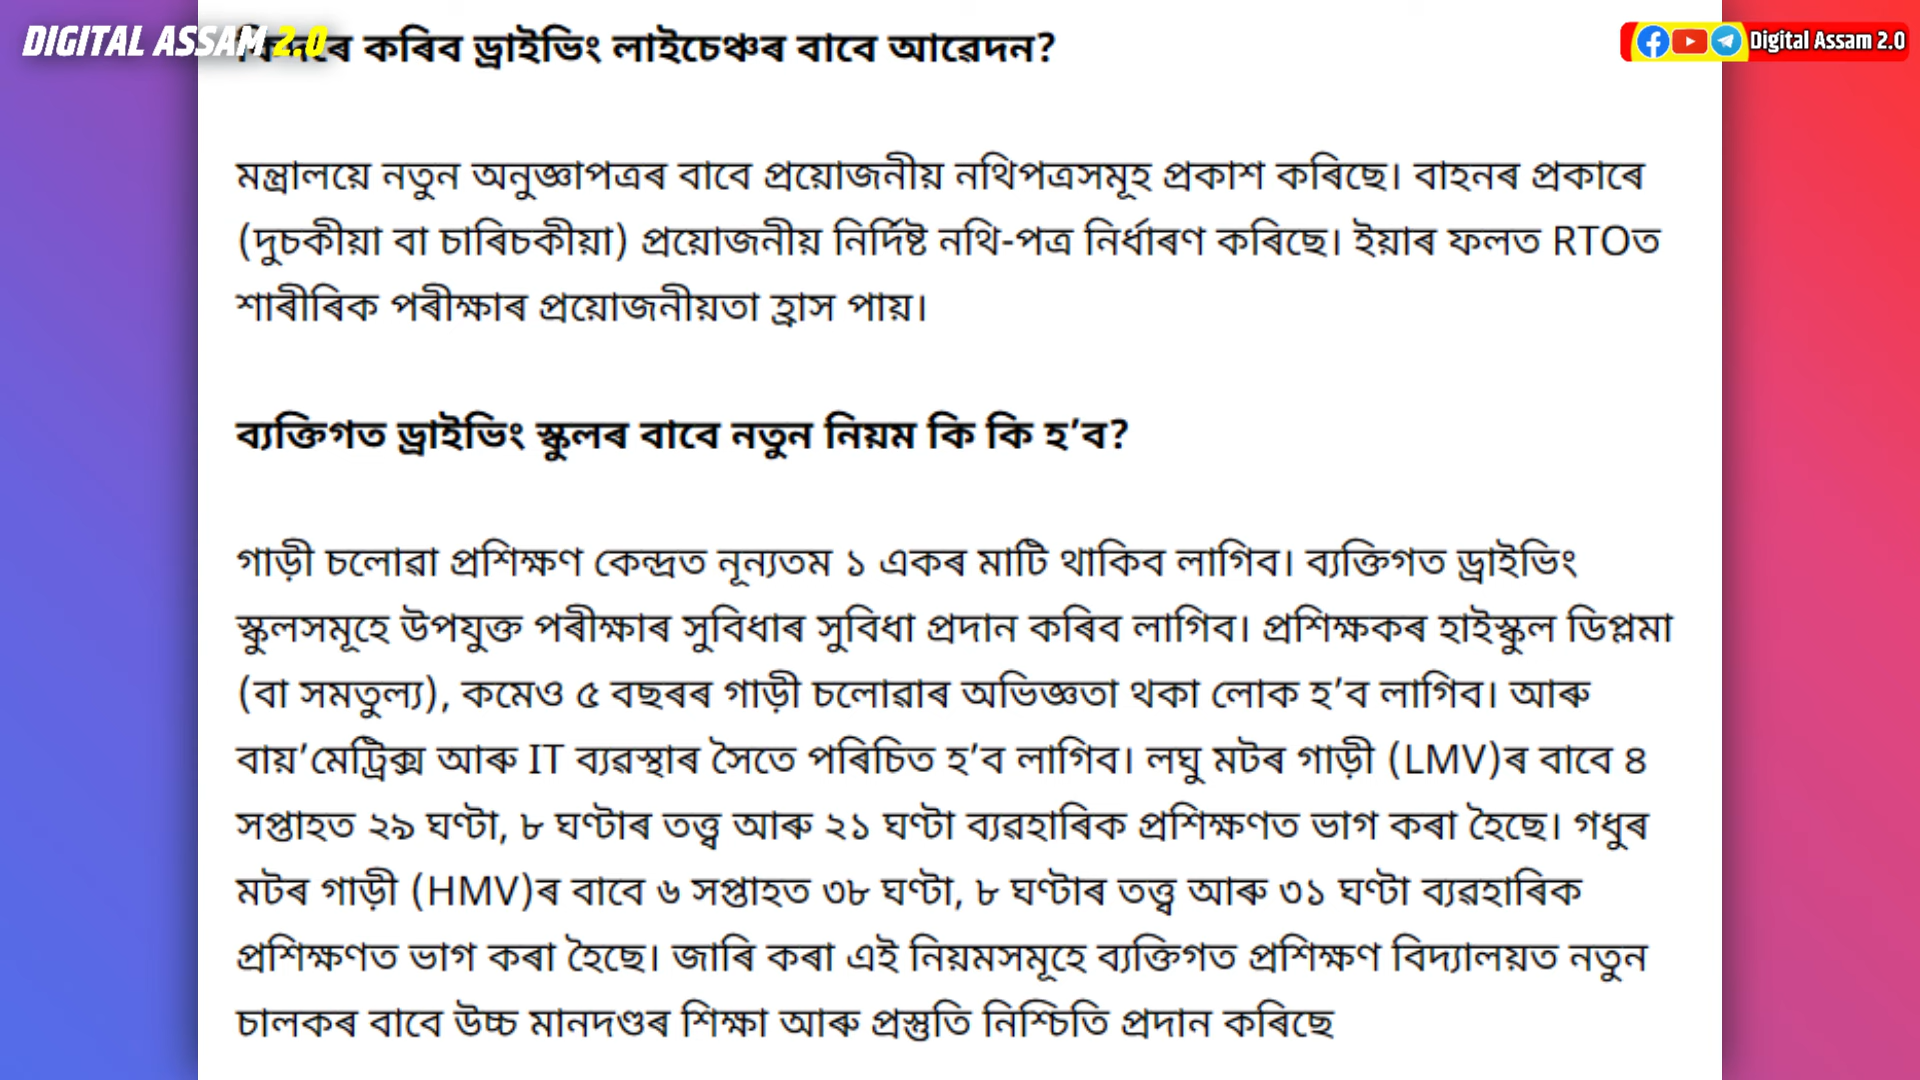 DIGITAL ASSAM 2.0
Digital Assam 2.0
কৰিব ড্ৰাইভিং লাইচেঞ্চৰ বাবে আৱেদন?
মন্ত্ৰালয়ে নতুন অনুজ্ঞাপত্ৰৰ বাবে প্ৰয়োজনীয় নথিপত্ৰসমূহ প্ৰকাশ কৰিছে। বাহনৰ প্ৰকাৰে
(দুচকীয়া বা চাৰিচকীয়া) প্ৰয়োজনীয় নিৰ্দিষ্ট নথি-পত্ৰ নিৰ্ধাৰণ কৰিছে। ইয়াৰ ফলত RTOত
শাৰীৰিক পৰীক্ষাৰ প্ৰয়োজনীয়তা হ্ৰাস পায়।
ব্যক্তিগত ড্ৰাইভিং স্কুলৰ বাবে নতুন নিয়ম কি কি হ’ব?
গাড়ী চলোৱা প্ৰশিক্ষণ কেন্দ্ৰত নূন্যতম ১ একৰ মাটি থাকিব লাগিব। ব্যক্তিগত ড্ৰাইভিং
স্কুলসমূহে উপযুক্ত পৰীক্ষাৰ সুবিধাৰ সুবিধা প্ৰদান কৰিব লাগিব। প্ৰশিক্ষকৰ হাইস্কুল ডিপ্লমা
(বা সমতুল্য), কমেও ৫ বছৰৰ গাড়ী চলোৱাৰ অভিজ্ঞতা থকা লোক হ’ব লাগিব। আৰু
বায়’মেট্ৰিক্স আৰু IT ব্যৱস্থাৰ সৈতে পৰিচিত হ’ব লাগিব। লঘু মটৰ গাড়ী (LMV)ৰ বাবে ৪
সপ্তাহত ২৯ ঘণ্টা, ৮ ঘণ্টাৰ তত্ত্ব আৰু ২১ ঘণ্টা ব্যৱহাৰিক প্ৰশিক্ষণত ভাগ কৰা হৈছে। গধুৰ
মটৰ গাড়ী (HMV)ৰ বাবে ৬ সপ্তাহত ৩৮ ঘণ্টা, ৮ ঘণ্টাৰ তত্ত্ব আৰু ৩১ ঘণ্টা ব্যৱহাৰিক
প্ৰশিক্ষণত ভাগ কৰা হৈছে। জাৰি কৰা এই নিয়মসমূহে ব্যক্তিগত প্ৰশিক্ষণ বিদ্যালয়ত নতুন
চালকৰ বাবে উচ্চ মানদণ্ডৰ শিক্ষা আৰু প্ৰস্তুতি নিশ্চিতি প্ৰদান কৰিছে